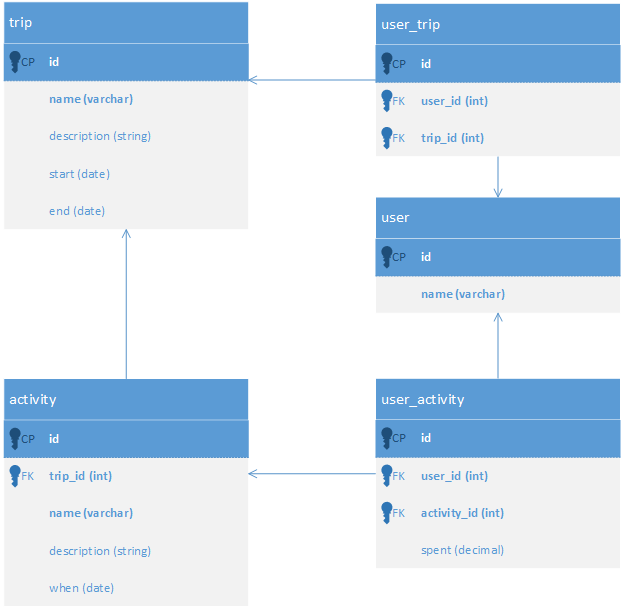 trip
CP id
name (varchar)
description (string)
start (date)
end (date)
user_trip
CP id
FK user_id (int)
FK trip_id (int)
user
CP id
name (varchar)
activity
CP id
FK trip_id (int)
name (varchar)
description (string)
when (date)
user_activity
CP id
FK user_id (int)
FK activity_id (int)
spent (decimal)